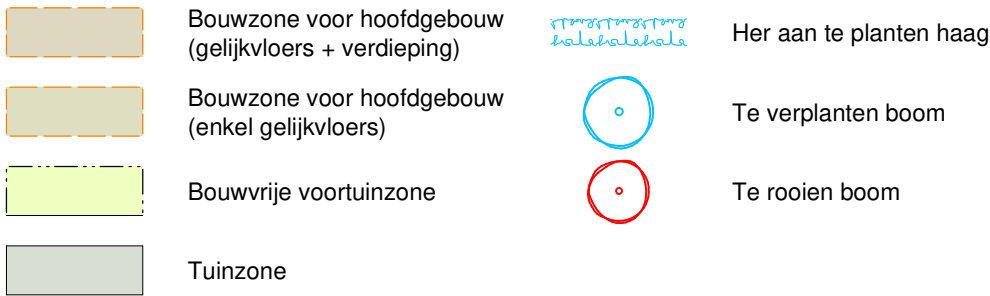 Bouwzone voor hoofdgebouw
(gelijkvloers + verdieping)
Bouwzone voor hoofdgebouw
(enkel gelijkvloers)
Bouwvrije voortuinzone
Tuinzone
Her aan te planten haag
Te verplanten boom
Te rooien boom